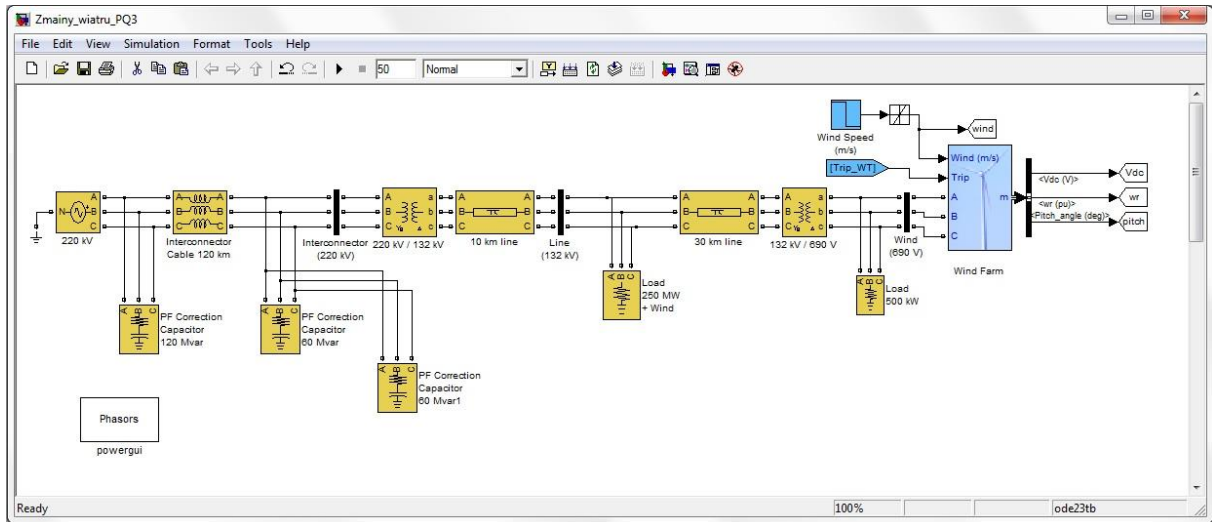 Zmainy_wiatru_PQ3
File Edit View Simulation Format Tools Help
50 Normal
Wind Speed
(m/s)
wind
[Trip_WT]
Wind (m/s)
Trip
A
B
C
m
Wind Farm
<Vdc (V)>
Vdc
<wr (pu)>
wr
<Pitch_angle (deg)>
pitch
N
A
B
C
220 kV
A A
B B
C C
Interconnector
Cable 120 km
Interconnector
(220 kV)
A a
B b
C c
220 kV / 132 kV
A A
B B
C C
10 km line
Line
(132 kV)
A A
B B
C C
30 km line
A a
B b
C c
132 kV / 690 V
Wind
(690 V)
A B C
Load
250 MW
+ Wind
A B C
Load
500 kW
A B C
PF Correction
Capacitor
120 Mvar
A B C
PF Correction
Capacitor
60 Mvar
A B C
PF Correction
Capacitor
60 Mvar1
Phasors
powergui
Ready 100% ode23tb